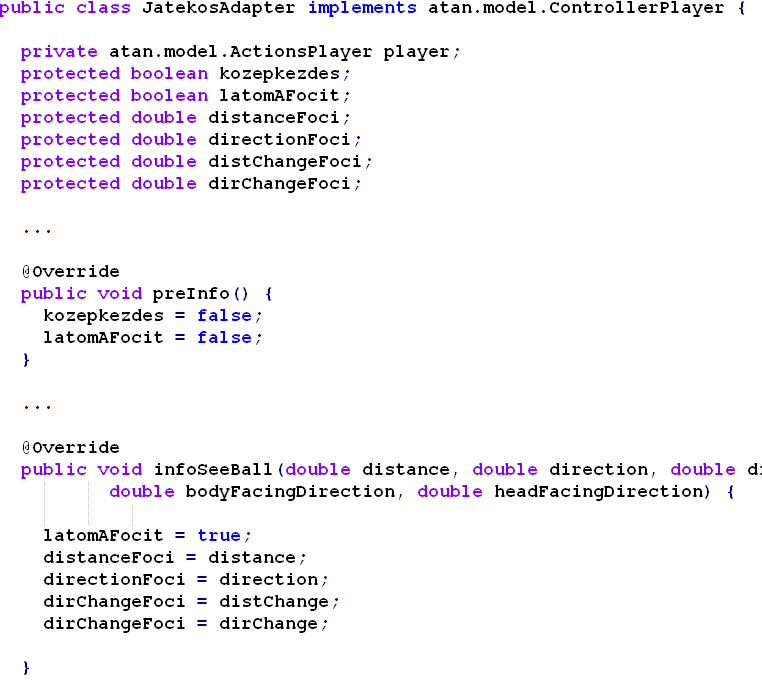 public class JatekosAdapter implements atan.model.ControllerPlayer {
private atan.model.ActionsPlayer player;
protected boolean kozepkezdes;
protected boolean latomAFocit;
protected double distanceFoci;
protected double directionFoci;
protected double distChangeFoci;
protected double dirChangeFoci;
...
@Override
public void preInfo() {
kozepkezdes = false;
latomAFocit = false;
}
...
@Override
public void infoSeeBall(double distance, double direction, double di
double bodyFacingDirection, double headFacingDirection) {
latomAFocit = true;
distanceFoci = distance;
directionFoci = direction;
dirChangeFoci = distChange;
dirChangeFoci = dirChange;
}